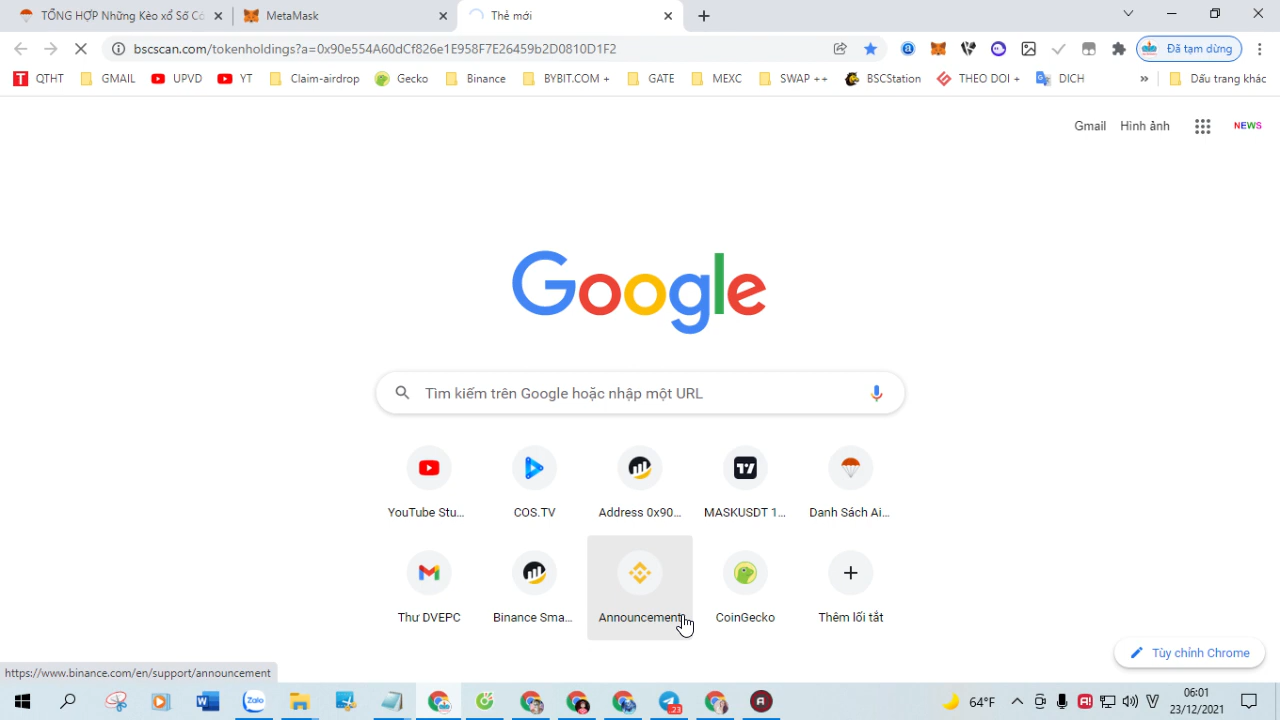 TỔNG HỢP Những Kèo xổ Số Có
MetaMask
Thẻ mới
bscscan.com/tokenholdings?a=0x90e554A60dCf826e1E958F7E26459b2D0810D1F2
Đã tạm dừng
T QTHT
GMAIL
UPVD
YT
Claim-airdrop
Gecko
Binance
BYBIT.COM +
GATE
MEXC
SWAP ++
BSCStation
THEO DOI +
DICH
»
Dấu trang khác
Gmail
Hình ảnh
NEWS
Google
Tìm kiếm trên Google hoặc nhập một URL
YouTube Stu...
COS.TV
Address 0x90...
MASKUSDT 1...
Danh Sách Ai...
Thư DVEPC
Binance Sma...
Announcement
CoinGecko
Thêm lối tắt
Tùy chỉnh Chrome
https://www.binance.com/en/support/announcement
Zalo
23
64°F
06:01
23/12/2021